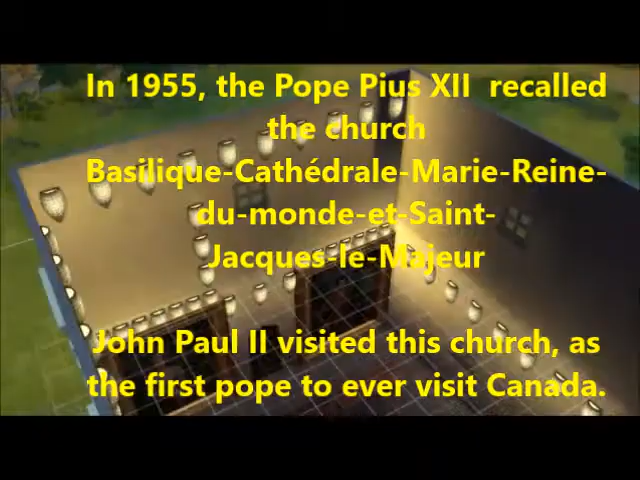 In 1955, the Pope Pius XII recalled
the church
Basilique-Cathédrale-Marie-Reine-
du-monde-et-Saint-
Jacques-le-Majeur
John Paul II visited this church, as
the first pope to ever visit Canada.